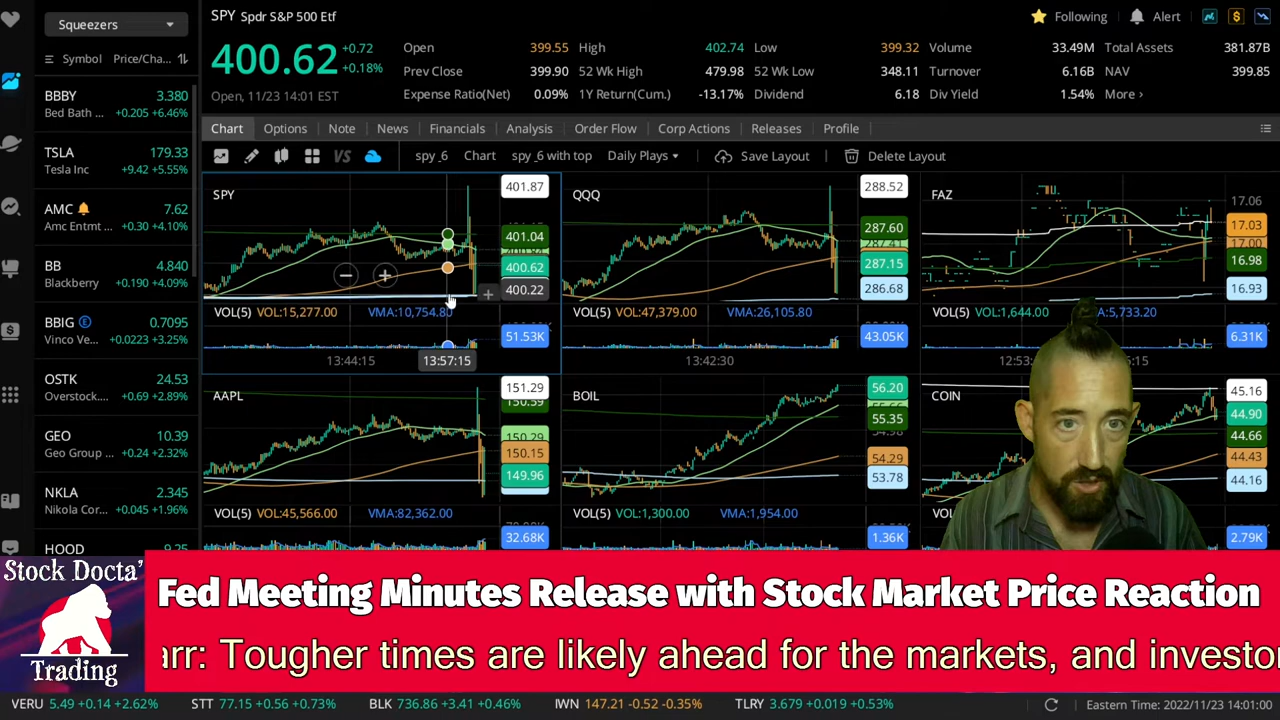 Squeezers
Symbol Price/Cha...
BBBY 3.380
Bed Bath ... +0.205 +6.46%
TSLA 179.33
Tesla Inc +9.42 +5.55%
AMC 7.62
Amc Entmt ... +0.30 +4.10%
BB 4.840
Blackberry +0.190 +4.09%
BBIG E 0.7095
Vinco Ve... +0.0223 +3.25%
OSTK 24.53
Overstock.... +0.69 +2.89%
GEO 10.39
Geo Group ... +0.24 +2.32%
NKLA 2.345
Nikola Cor... +0.045 +1.96%
HOOD 9.25
SPY Spdr S&P 500 Etf
Following Alert
400.62 +0.72
+0.18%
Open, 11/23 14:01 EST
Open 399.55 High 402.74 Low 399.32 Volume 33.49M Total Assets 381.87B
Prev Close 399.90 52 Wk High 479.98 52 Wk Low 348.11 Turnover 6.16B NAV 399.85
Expense Ratio(Net) 0.09% 1Y Return(Cum.) -13.17% Dividend 6.18 Div Yield 1.54% More ›
Chart Options Note News Financials Analysis Order Flow Corp Actions Releases Profile
VS spy_6 Chart spy_6 with top Daily Plays Save Layout Delete Layout
SPY 401.87
401.04
400.62
400.22
VOL(5) VOL:15,277.00 VMA:10,754.80
51.53K
13:44:15 13:57:15
QQQ 288.52
287.60
287.41
287.15
286.68
VOL(5) VOL:47,379.00 VMA:26,105.80
43.05K
13:42:30
FAZ 17.06
17.03
17.00
16.98
16.93
VOL(5) VOL:1,644.00 :5,733.20
6.31K
12:53 :15
AAPL 151.29
150.59
150.29
150.15
149.96
VOL(5) VOL:45,566.00 VMA:82,362.00
32.68K
BOIL 56.20
55.35
54.29
53.78
VOL(5) VOL:1,300.00 VMA:1,954.00
1.36K
COIN 45.16
44.90
44.66
44.43
44.16
2.79K
Stock Docta'
Trading
Fed Meeting Minutes Release with Stock Market Price Reaction
arr: Tougher times are likely ahead for the markets, and investo
VERU 5.49 +0.14 +2.62% STT 77.15 +0.56 +0.73% BLK 736.86 +3.41 +0.46% IWN 147.21 -0.52 -0.35% TLRY 3.679 +0.019 +0.53% Eastern Time: 2022/11/23 14:01:00